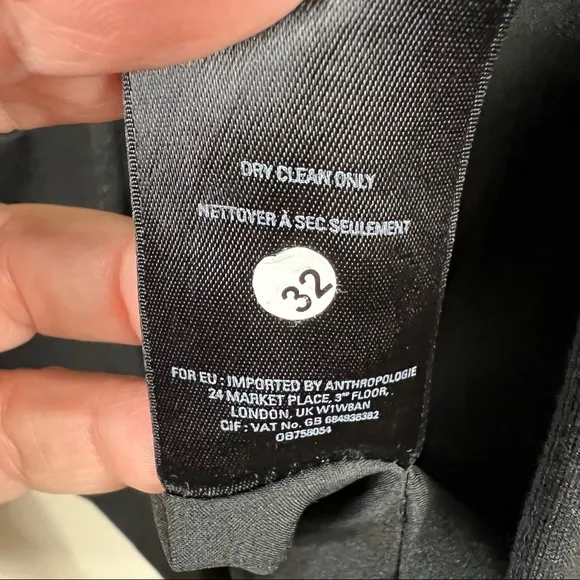 DRY CLEAN ONLY
NETTOYER À SEC SEULEMENT
32
FOR EU : IMPORTED BY ANTHROPOLOGIE
24 MARKET PLACE, 3RD FLOOR,
LONDON, UK W1W8AN
CIF : VAT No. GB 684936382
OB758054